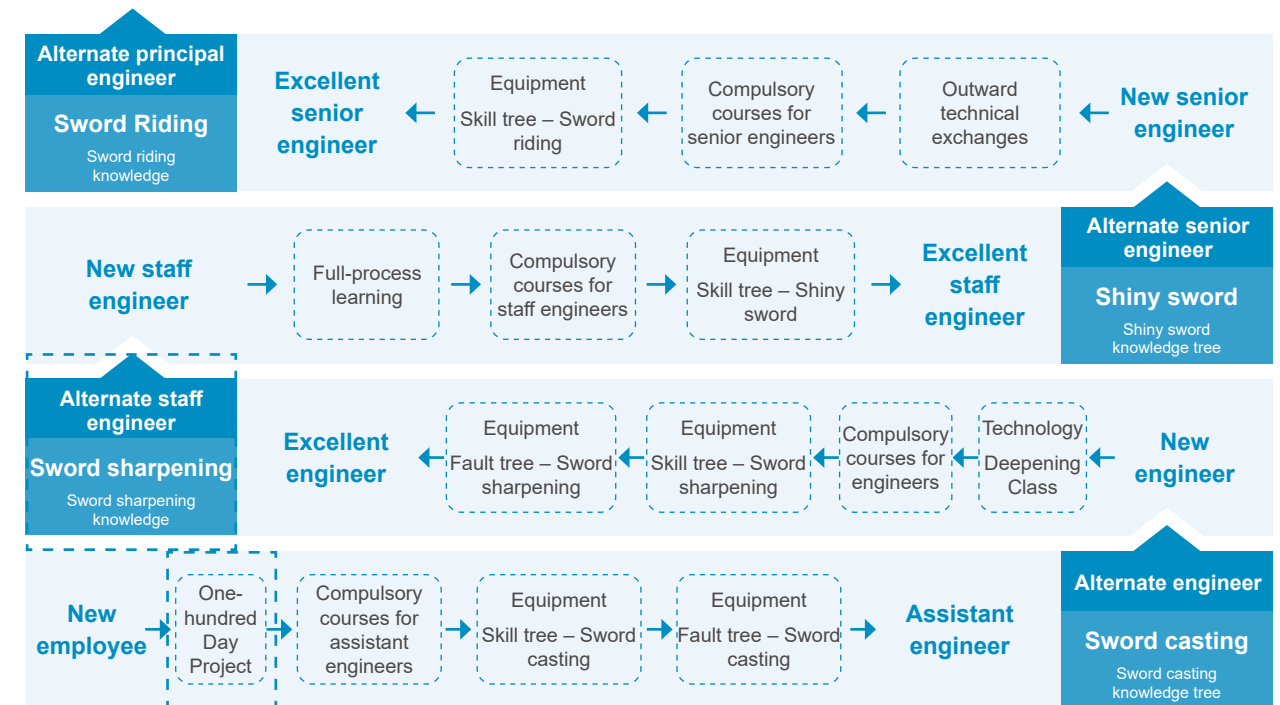 Alternate principal
engineer
Sword Riding
Sword riding
knowledge
Excellent
senior
engineer
Equipment
Skill tree – Sword
riding
Compulsory
courses for
senior engineers
Outward
technical
exchanges
New senior
engineer
New staff
engineer
Full-process
learning
Compulsory
courses for
staff engineers
Equipment
Skill tree – Shiny
sword
Excellent
staff
engineer
Alternate senior
engineer
Shiny sword
Shiny sword
knowledge tree
Alternate staff
engineer
Sword sharpening
Sword sharpening
knowledge
Excellent
engineer
Equipment
Fault tree – Sword
sharpening
Equipment
Skill tree – Sword
sharpening
Compulsory
courses for
engineers
Technology
Deepening
Class
New
engineer
New
employee
One-
hundred
Day
Project
Compulsory
courses for
assistant
engineers
Equipment
Skill tree – Sword
casting
Equipment
Fault tree – Sword
casting
Assistant
engineer
Alternate engineer
Sword casting
Sword casting
knowledge tree